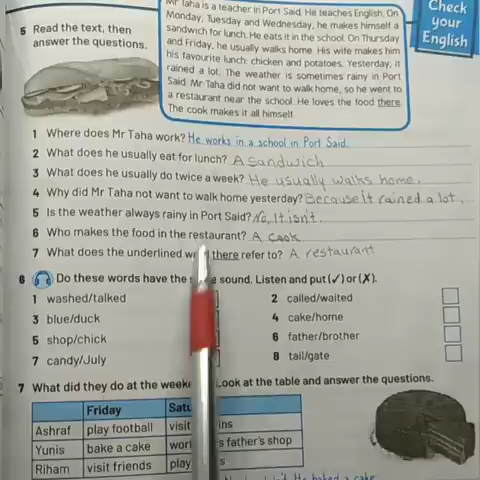 Mr Taha is a teacher in Port Said. He teaches English. On
Monday, Tuesday and Wednesday, he makes himself a
sandwich for lunch. He eats it in the school. On Thursday
and Friday, he usually walks home. His wife makes him
his favourite lunch: chicken and potatoes. Yesterday, it
rained a lot. The weather is sometimes rainy in Port
Said. Mr Taha did not want to walk home, so he went to
a restaurant near the school. He loves the food there.
The cook makes it all himself.
Check
your
English
5 Read the text, then
answer the questions.
1 Where does Mr Taha work? He works in a school in Port Said.
2 What does he usually eat for lunch? A sandwich
3 What does he usually do twice a week? He usually walks home.
4 Why did Mr Taha not want to walk home yesterday? Because It rained a lot.
5 Is the weather always rainy in Port Said? No, It isn't.
6 Who makes the food in the restaurant? A cook
7 What does the underlined there refer to? A restaurant
6 Do these words have the sound. Listen and put (✓) or (✗).
1 washed/talked
2 called/waited
3 blue/duck
4 cake/home
5 shop/chick
6 father/brother
7 candy/July
8 tail/gate
7 What did they do at the Look at the table and answer the questions.
Friday
Ashraf play football visit
Yunis bake a cake father's shop
Riham visit friends play
He baked a cake